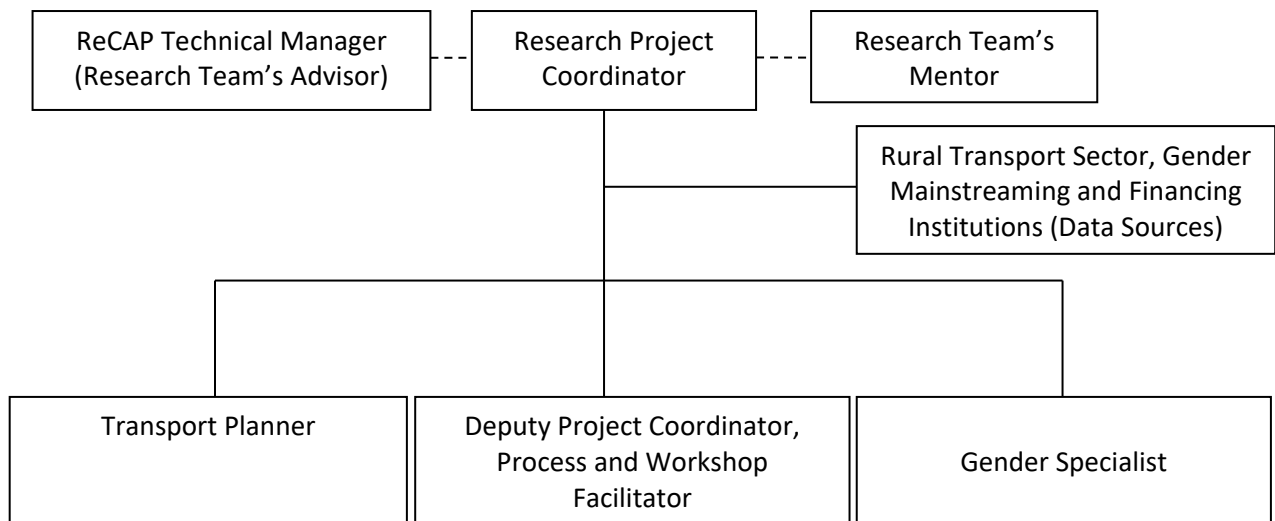 ReCAP Technical Manager
(Research Team’s Advisor)
Research Project
Coordinator
Research Team’s
Mentor
Rural Transport Sector, Gender
Mainstreaming and Financing
Institutions (Data Sources)
Transport Planner
Deputy Project Coordinator,
Process and Workshop
Facilitator
Gender Specialist